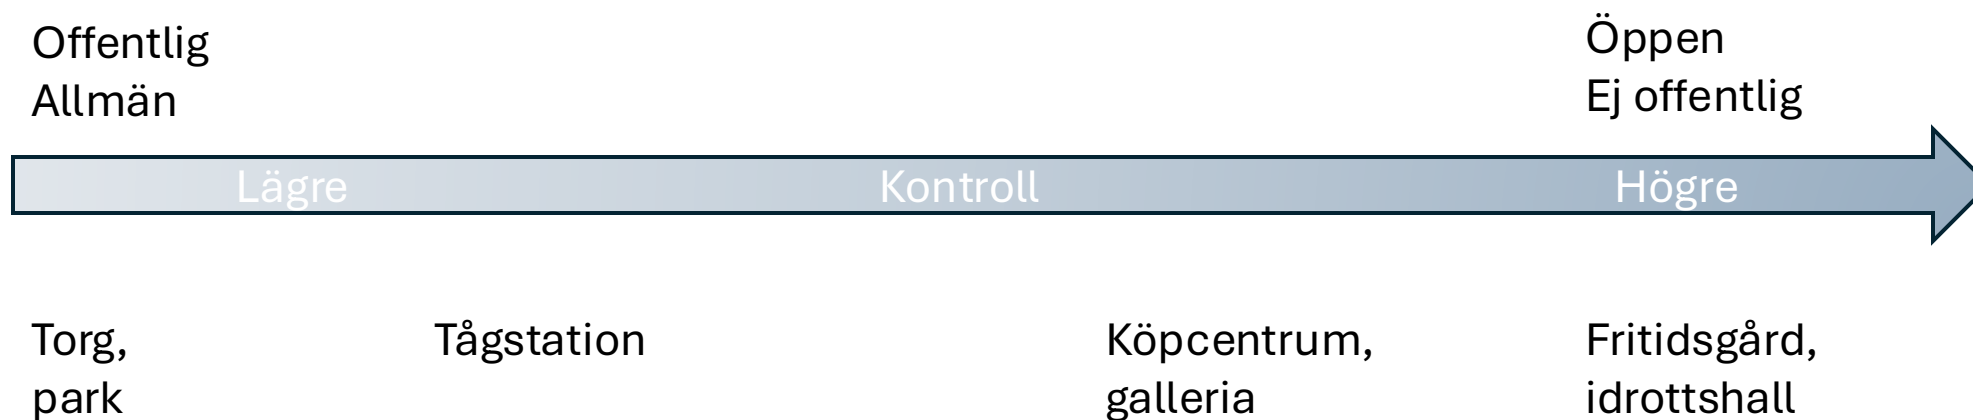 Offentlig
Allmän
Öppen
Ej offentlig
Lägre Kontroll Högre
Torg,
park
Tågstation
Köpcentrum,
galleria
Fritidsgård,
idrottshall